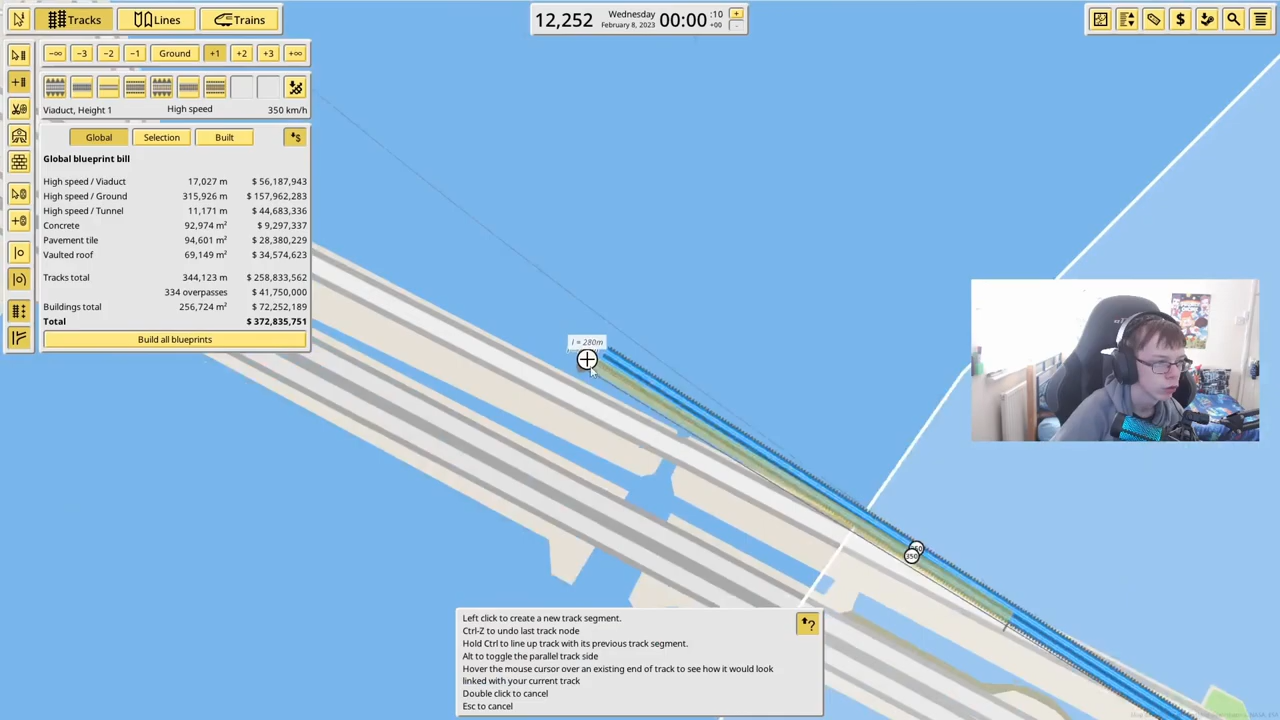 Tracks
Lines
Trains
12,252
Wednesday
February 8, 2023
00:00
:10
+00
+
-
-∞
-3
-2
-1
Ground
+1
+2
+3
+∞
Viaduct, Height 1
High speed
350 km/h
Global
Selection
Built
Global blueprint bill
High speed / Viaduct 17,027 m $ 56,187,943
High speed / Ground 315,926 m $ 157,962,283
High speed / Tunnel 11,171 m $ 44,683,336
Concrete 92,974 m² $ 9,297,337
Pavement tile 94,601 m² $ 28,380,229
Vaulted roof 69,149 m² $ 34,574,623
Tracks total 344,123 m $ 258,833,562
334 overpasses $ 41,750,000
Buildings total 256,724 m² $ 72,252,189
Total $ 372,835,751
Build all blueprints
l = 280m
350
Left click to create a new track segment.
Ctrl-Z to undo last track node
Hold Ctrl to line up track with its previous track segment.
Alt to toggle the parallel track side
Hover the mouse cursor over an existing end of track to see how it would look
linked with your current track
Double click to cancel
Esc to cancel